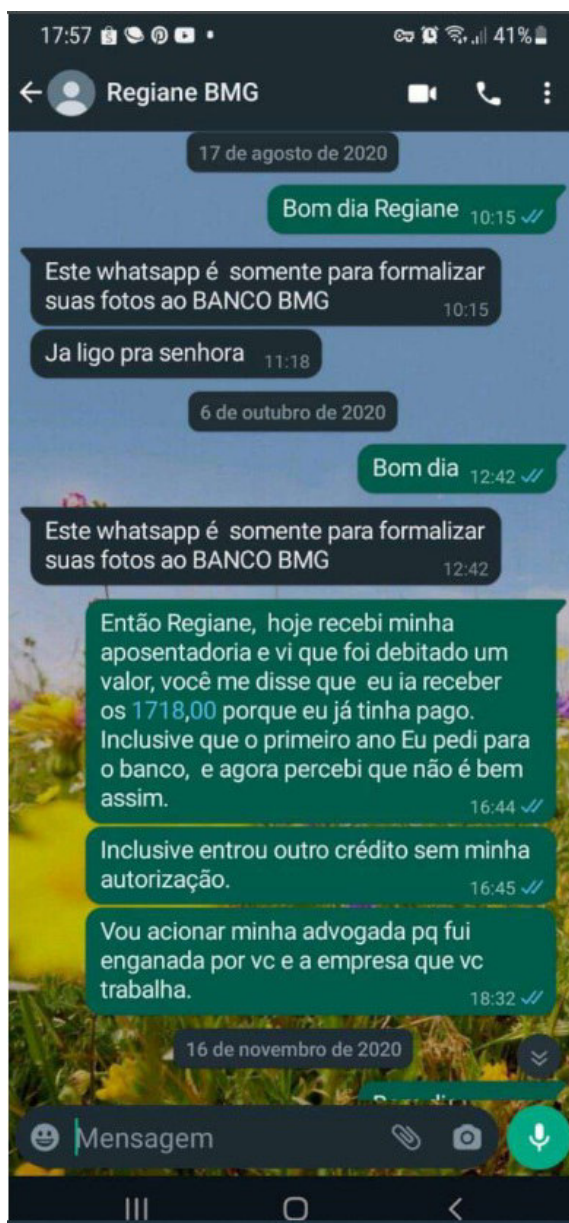 17:57
41%
Regiane BMG
17 de agosto de 2020
Bom dia Regiane 10:15
Este whatsapp é somente para formalizar
suas fotos ao BANCO BMG
10:15
Ja ligo pra senhora 11:18
6 de outubro de 2020
Bom dia 12:42
Este whatsapp é somente para formalizar
suas fotos ao BANCO BMG
12:42
Então Regiane, hoje recebi minha
aposentadoria e vi que foi debitado um
valor, você me disse que eu ia receber
os 1718,00 porque eu já tinha pago.
Inclusive que o primeiro ano Eu pedi para
o banco, e agora percebi que não é bem
assim.
16:44
Inclusive entrou outro crédito sem minha
autorização.
16:45
Vou acionar minha advogada pq fui
enganada por vc e a empresa que vc
trabalha.
18:32
16 de novembro de 2020
Mensagem